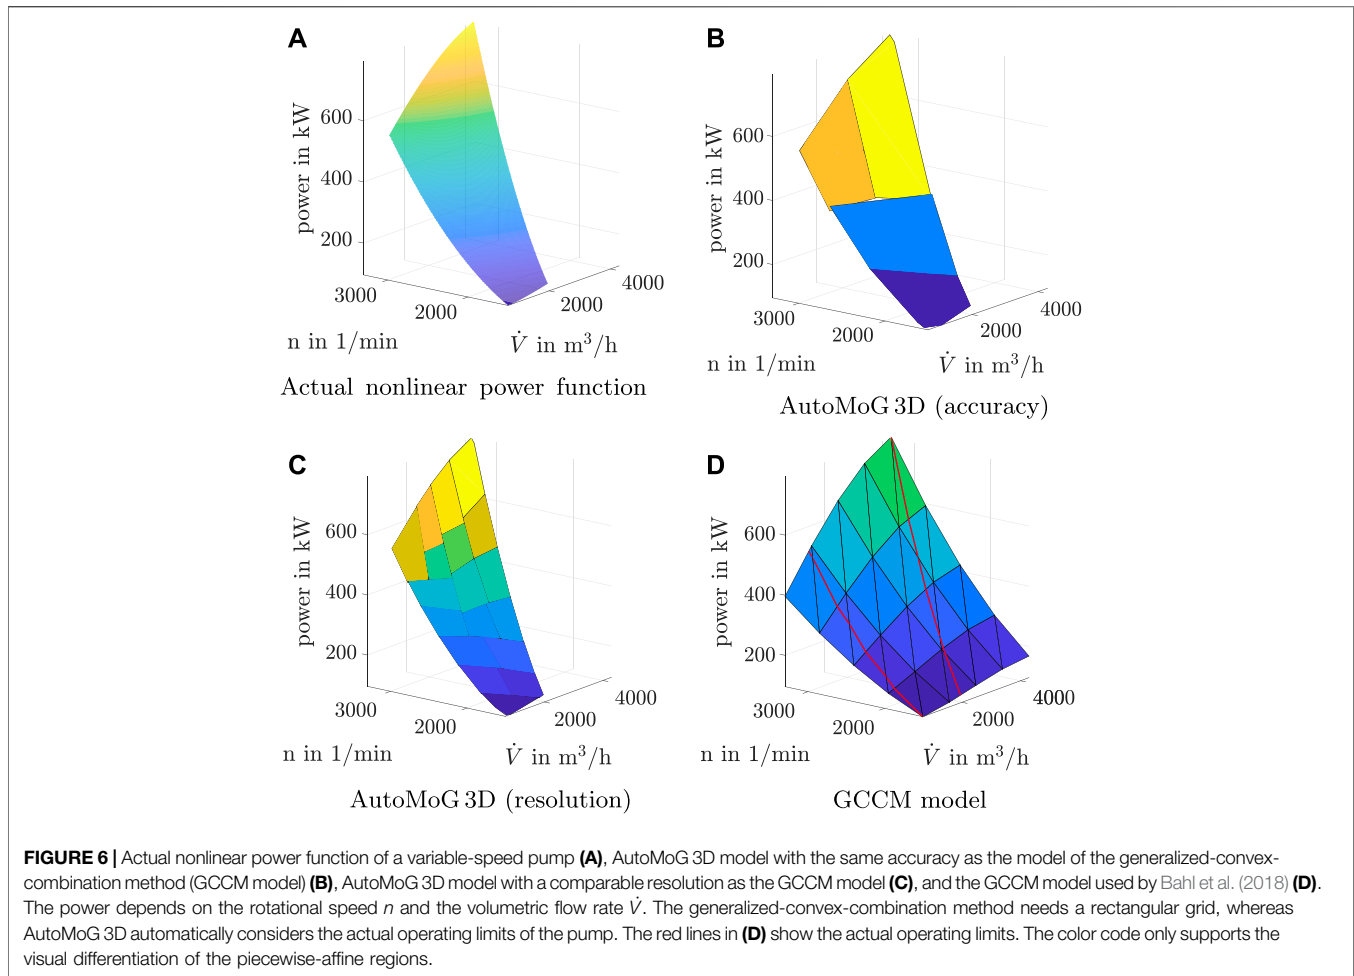 A
power in kW
600
400
200
3000
2000
2000
4000
n in 1/min
V̇ in m³/h
Actual nonlinear power function
B
power in kW
600
400
200
3000
2000
2000
4000
n in 1/min
V̇ in m³/h
AutoMoG 3D (accuracy)
C
power in kW
600
400
200
3000
2000
2000
4000
n in 1/min
V̇ in m³/h
AutoMoG 3D (resolution)
D
power in kW
600
400
200
3000
2000
2000
4000
n in 1/min
V̇ in m³/h
GCCM model
FIGURE 6 | Actual nonlinear power function of a variable-speed pump (A), AutoMoG 3D model with the same accuracy as the model of the generalized-convex-
combination method (GCCM model) (B), AutoMoG 3D model with a comparable resolution as the GCCM model (C), and the GCCM model used by Bahl et al. (2018) (D).
The power depends on the rotational speed n and the volumetric flow rate V̇. The generalized-convex-combination method needs a rectangular grid, whereas
AutoMoG 3D automatically considers the actual operating limits of the pump. The red lines in (D) show the actual operating limits. The color code only supports the
visual differentiation of the piecewise-affine regions.